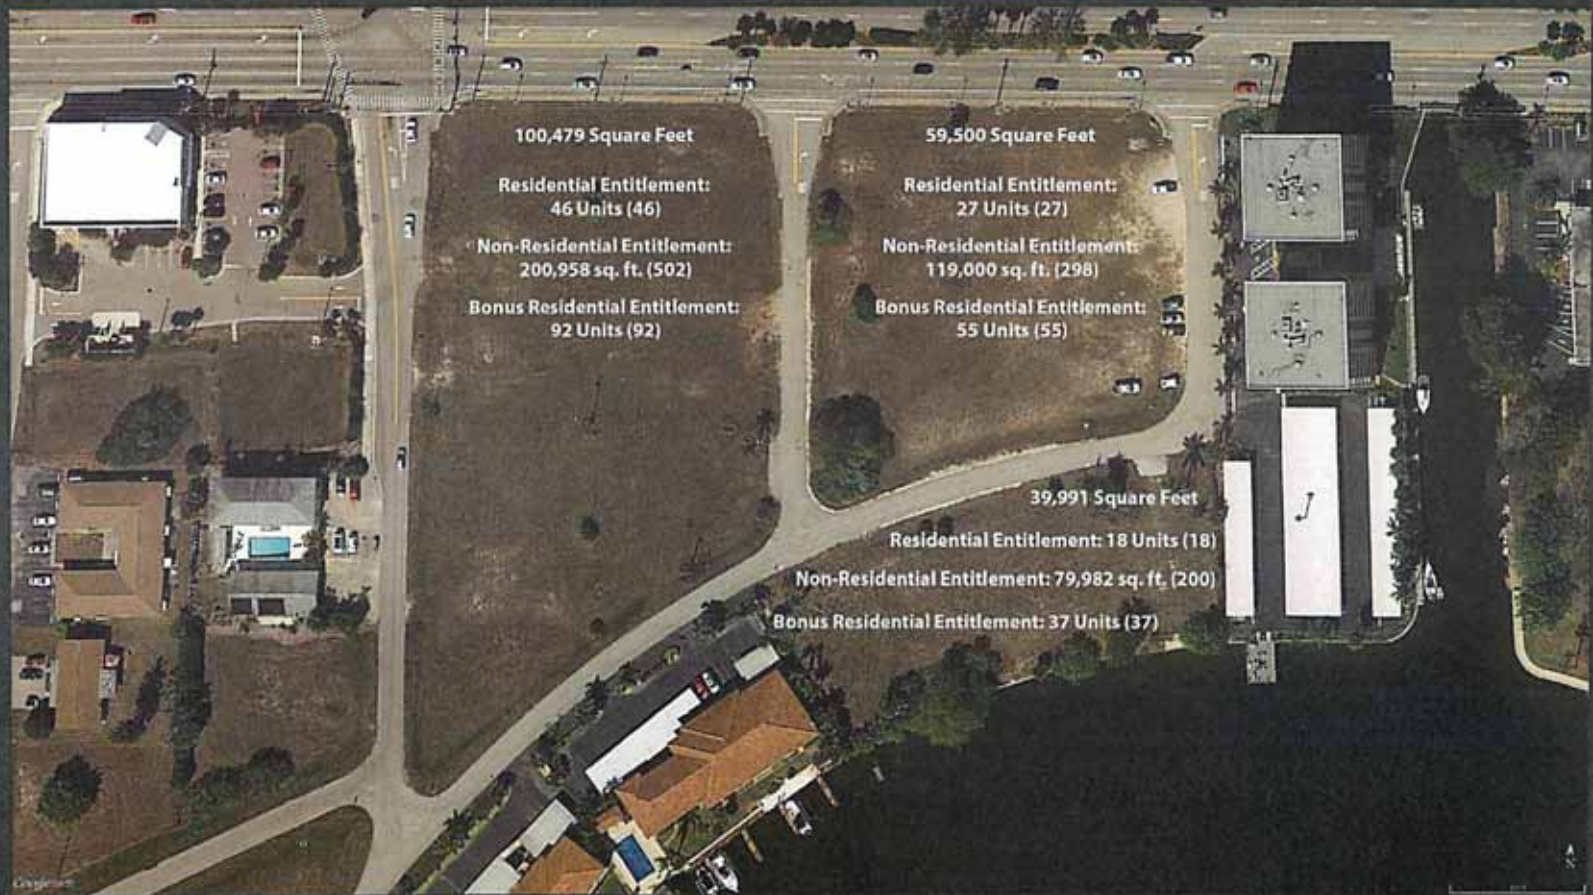 100,479 Square Feet
Residential Entitlement:
46 Units (46)
Non-Residential Entitlement:
200,958 sq. ft. (502)
Bonus Residential Entitlement:
92 Units (92)
59,500 Square Feet
Residential Entitlement:
27 Units (27)
Non-Residential Entitlement:
119,000 sq. ft. (298)
Bonus Residential Entitlement:
55 Units (55)
39,991 Square Feet
Residential Entitlement: 18 Units (18)
Non-Residential Entitlement: 79,982 sq. ft. (200)
Bonus Residential Entitlement: 37 Units (37)